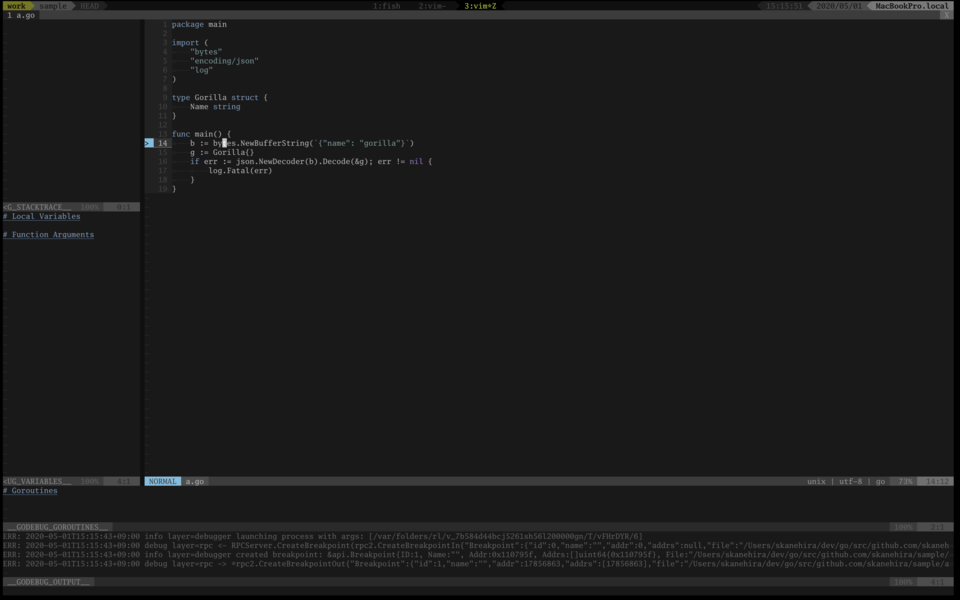 work sample HEAD 1:fish 2:vim- 3:vim*Z 15:15:51 2020/05/01 MacBookPro.local
1 a.go
1 package main
2
3 import (
4 "bytes"
5 "encoding/json"
6 "log"
7 )
8
9 type Gorilla struct {
10 Name string
11 }
12
13 func main() {
> 14 b := bytes.NewBufferString(`{"name": "gorilla"}`)
15 g := Gorilla{}
16 if err := json.NewDecoder(b).Decode(&g); err != nil {
17 log.Fatal(err)
18 }
19 }
<G_STACKTRACE__ 100% 0:1
# Local Variables
# Function Arguments
<UG_VARIABLES__ 100% 4:1
NORMAL a.go unix | utf-8 | go 73% 14:12
# Goroutines
__GODEBUG_GOROUTINES__ 100% 2:1
ERR: 2020-05-01T15:15:43+09:00 info layer=debugger launching process with args:
ERR: 2020-05-01T15:15:43+09:00 debug layer=rpc <- RPCServer.CreateBreakpoint(rpc2.CreateBreakpointIn{"Breakpoint":{"id":0,"name":"","addr":0,"addrs":null,"file":"/Users/skanehira/dev/go/src/github.com/skaneh
ERR: 2020-05-01T15:15:43+09:00 info layer=debugger created breakpoint: &api.Breakpoint{ID:1, Name:"", Addr:0x110795f, Addrs:[]uint64{0x110795f}, File:"/Users/skanehira/dev/go/src/github.com/skanehira/sample/
ERR: 2020-05-01T15:15:43+09:00 debug layer=rpc -> *rpc2.CreateBreakpointOut{"Breakpoint":{"id":1,"name":"","addr":17856863,"addrs":[17856863],"file":"/Users/skanehira/dev/go/src/github.com/skanehira/sample/a
__GODEBUG_OUTPUT__ 100% 4:1